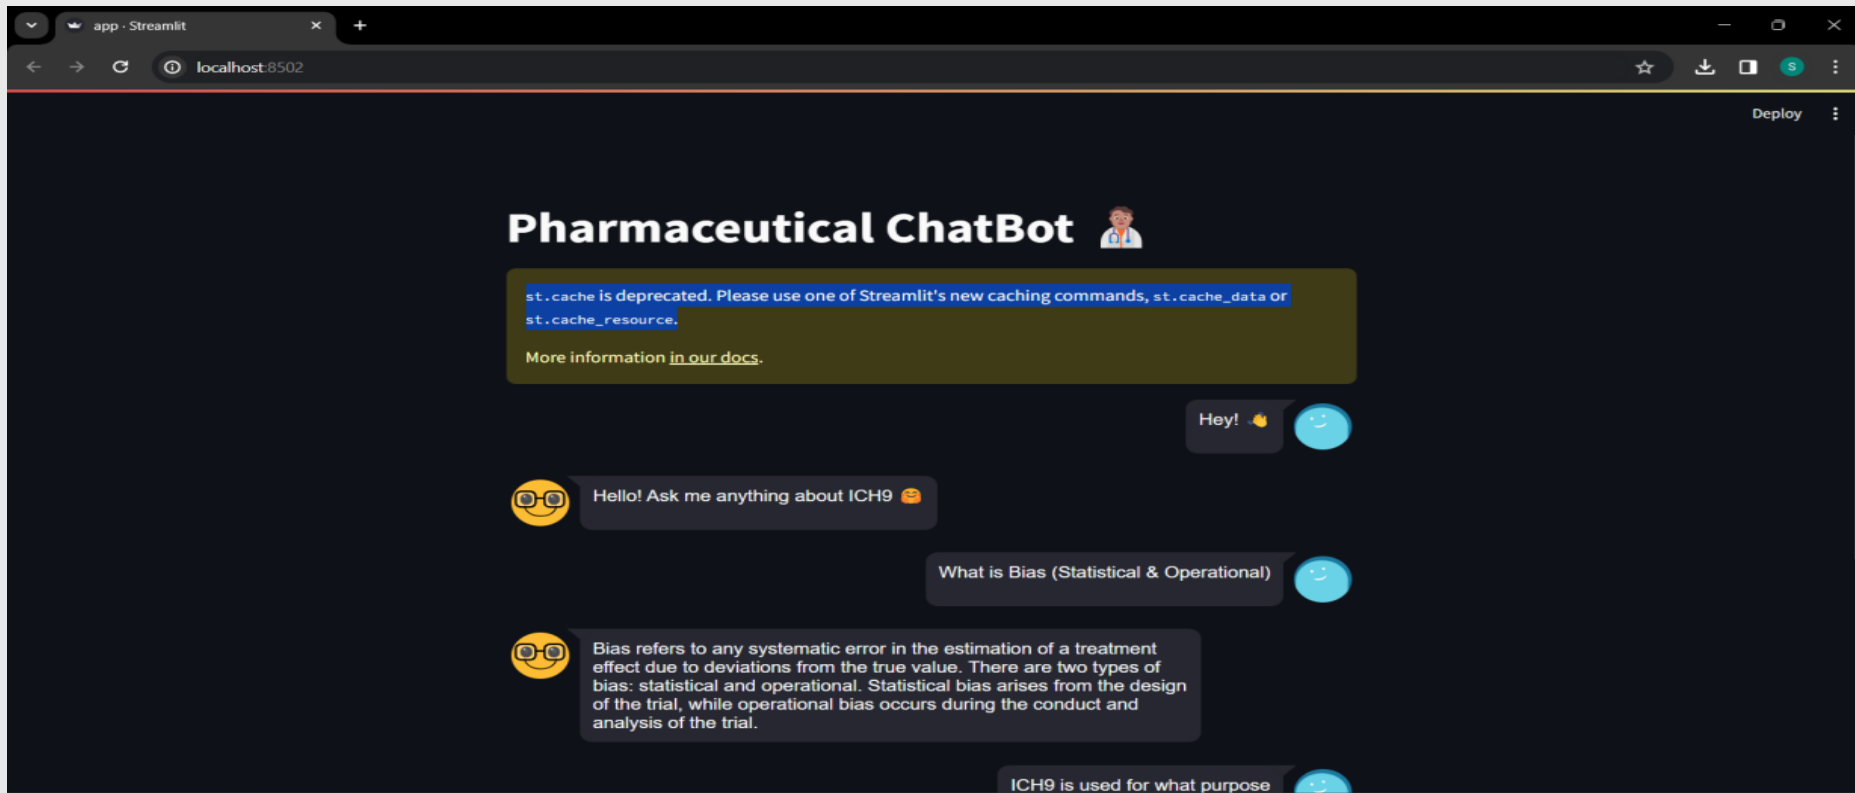 app · Streamlit
localhost:8502
S
Deploy
Pharmaceutical ChatBot
st.cache is deprecated. Please use one of Streamlit's new caching commands, st.cache_data or
st.cache_resource.
More information in our docs.
Hey! 👋
Hello! Ask me anything about ICH9 🤗
What is Bias (Statistical & Operational)
Bias refers to any systematic error in the estimation of a treatment
effect due to deviations from the true value. There are two types of
bias: statistical and operational. Statistical bias arises from the design
of the trial, while operational bias occurs during the conduct and
analysis of the trial.
ICH9 is used for what purpose